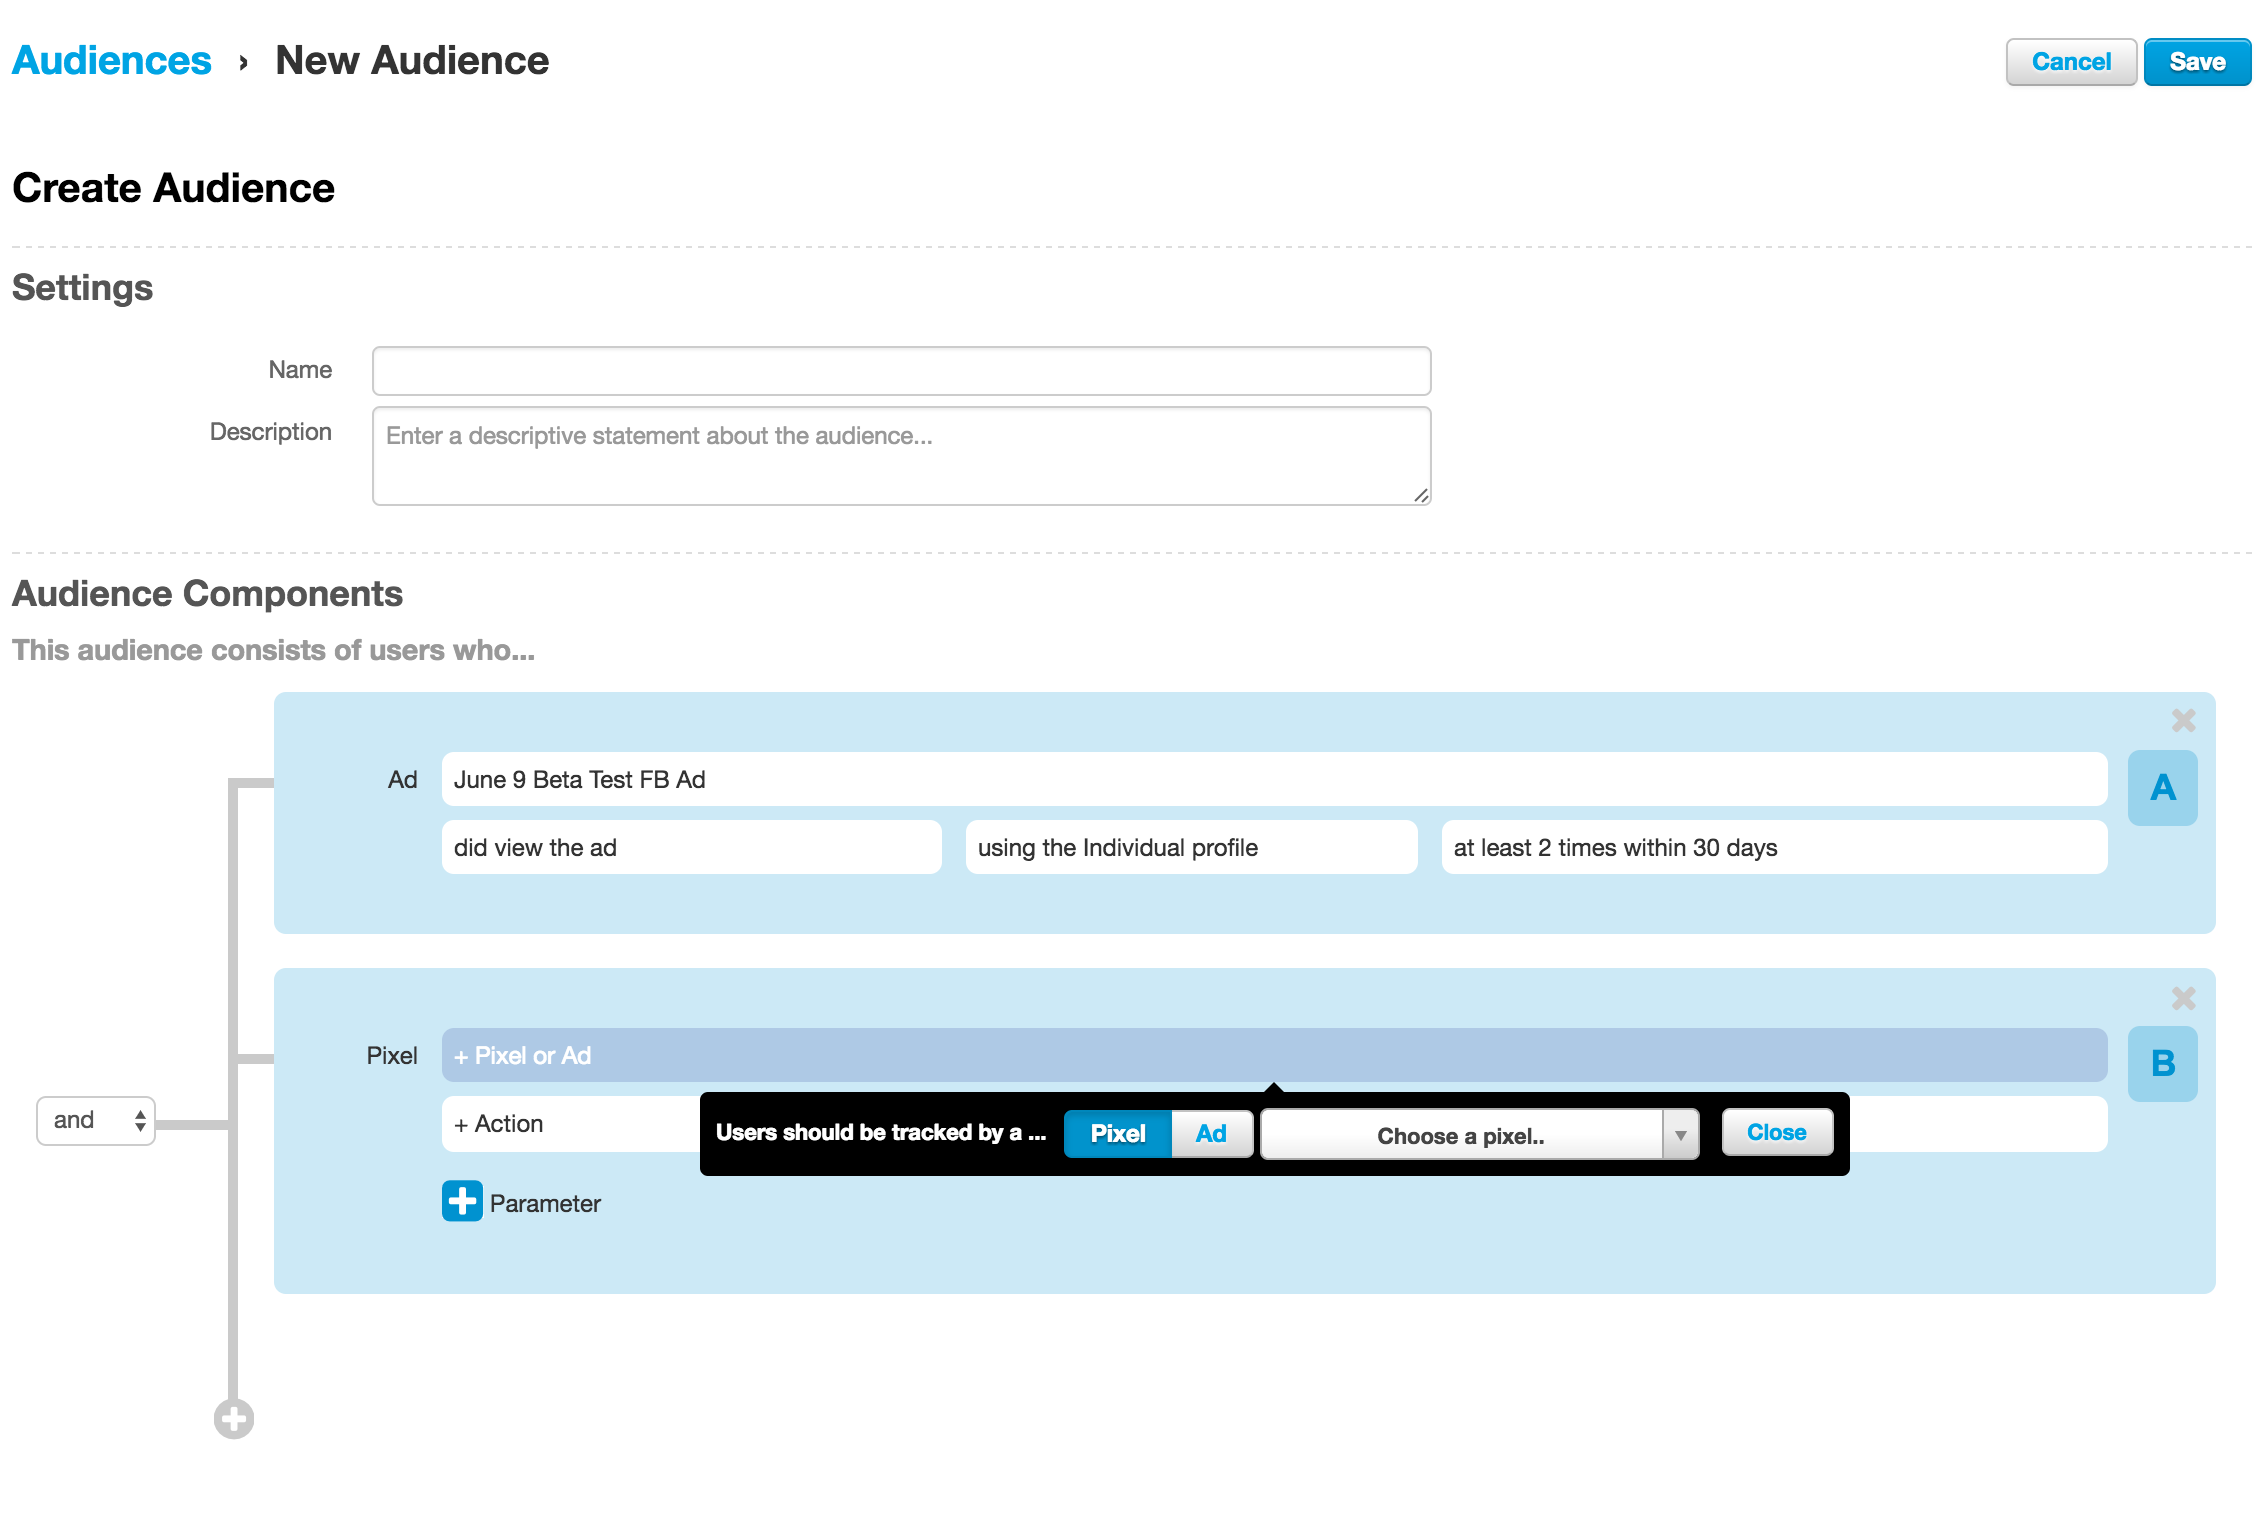 Audiences › New Audience
Cancel
Save
Create Audience
Settings
Name
Description
Enter a descriptive statement about the audience...
Audience Components
This audience consists of users who...
Ad
June 9 Beta Test FB Ad
A
did view the ad
using the Individual profile
at least 2 times within 30 days
Pixel
+ Pixel or Ad
B
and
+ Action
Users should be tracked by a ...
Pixel
Ad
Choose a pixel..
Close
Parameter